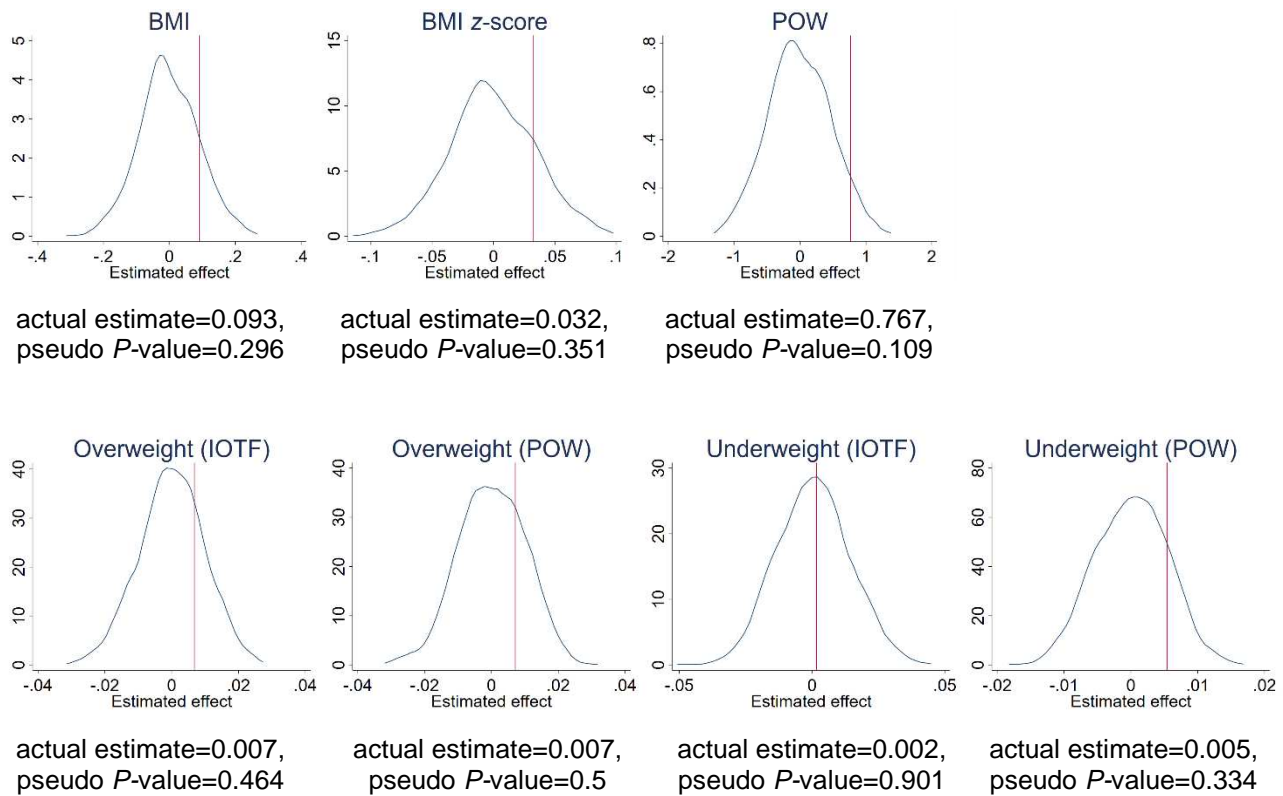 BMI
5
4
3
2
1
0
-.4
-.2
0
.2
.4
Estimated effect
actual estimate=0.093,
pseudo P-value=0.296
BMI z-score
15
10
5
0
-.1
-.05
0
.05
.1
Estimated effect
actual estimate=0.032,
pseudo P-value=0.351
POW
.8
.6
.4
.2
0
-2
-1
0
1
2
Estimated effect
actual estimate=0.767,
pseudo P-value=0.109
Overweight (IOTF)
40
30
20
10
0
-.04
-.02
0
.02
.04
Estimated effect
actual estimate=0.007,
pseudo P-value=0.464
Overweight (POW)
40
30
20
10
0
-.04
-.02
0
.02
.04
Estimated effect
actual estimate=0.007,
pseudo P-value=0.5
Underweight (IOTF)
30
20
10
0
-.05
0
.05
Estimated effect
actual estimate=0.002,
pseudo P-value=0.901
Underweight (POW)
80
60
40
20
0
-.02
-.01
0
.01
.02
Estimated effect
actual estimate=0.005,
pseudo P-value=0.334